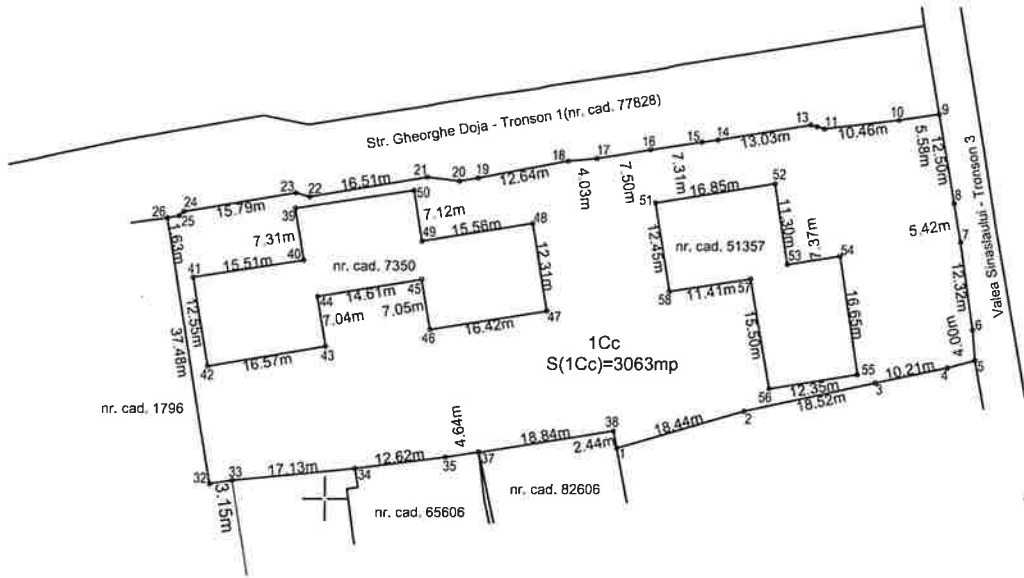 Str. Gheorghe Doja - Tronson 1(nr. cad. 77828)
Valea Sineasatului - Tronson 3
26
25
24
15.79m
23
22
16.51m
21
20
19
12.64m
18
4.03m
17
7.50m
16
7.31m
15
14
13.03m
13
11
10.46m
10
9
5.58m
12.50m
8
5.42m
7
12.32m
6
4.00m
5
4
10.21m
3
18.52m
2
18.44m
1
2.44m
38
18.84m
37
4.64m
35
12.62m
34
17.13m
33
3.15m
32
37.48m
1.63m
39
7.31m
40
15.51m
41
12.55m
42
16.57m
43
7.04m
44
14.61m
45
7.05m
46
16.42m
47
12.31m
48
15.56m
49
7.12m
50
nr. cad. 7350
51
16.85m
52
11.30m
53
7.37m
54
16.65m
55
12.35m
56
15.50m
57
11.41m
58
12.45m
nr. cad. 51357
1Cc
S(1Cc)=3063mp
nr. cad. 1796
nr. cad. 65606
nr. cad. 82606